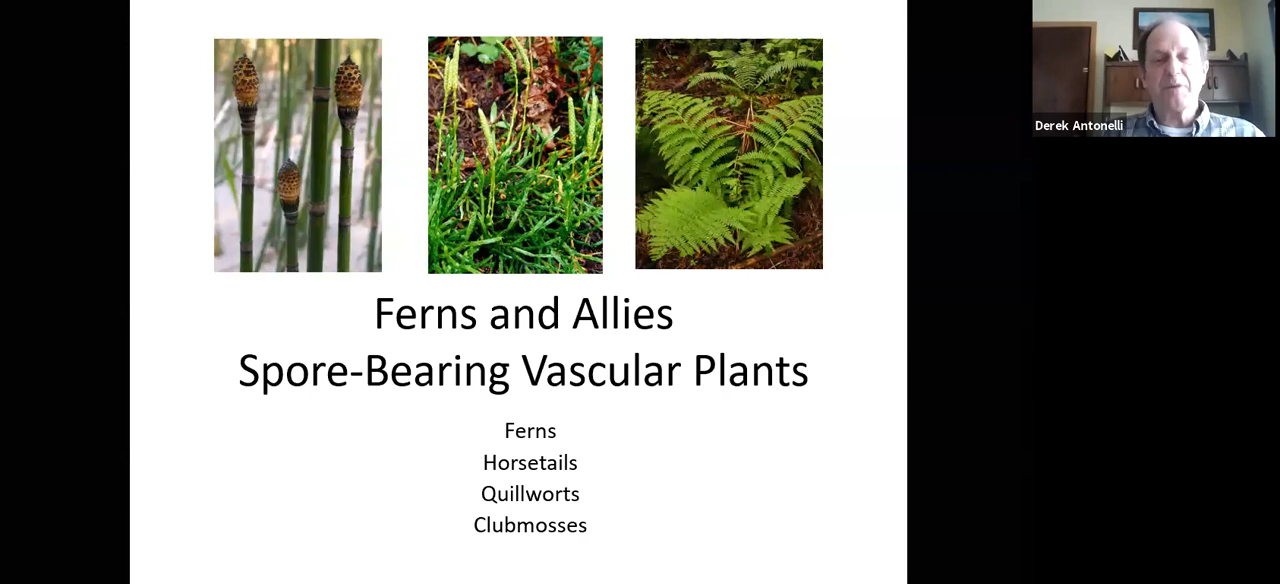 Derek Antonelli
Ferns and Allies
Spore-Bearing Vascular Plants
Ferns
Horsetails
Quillworts
Clubmosses